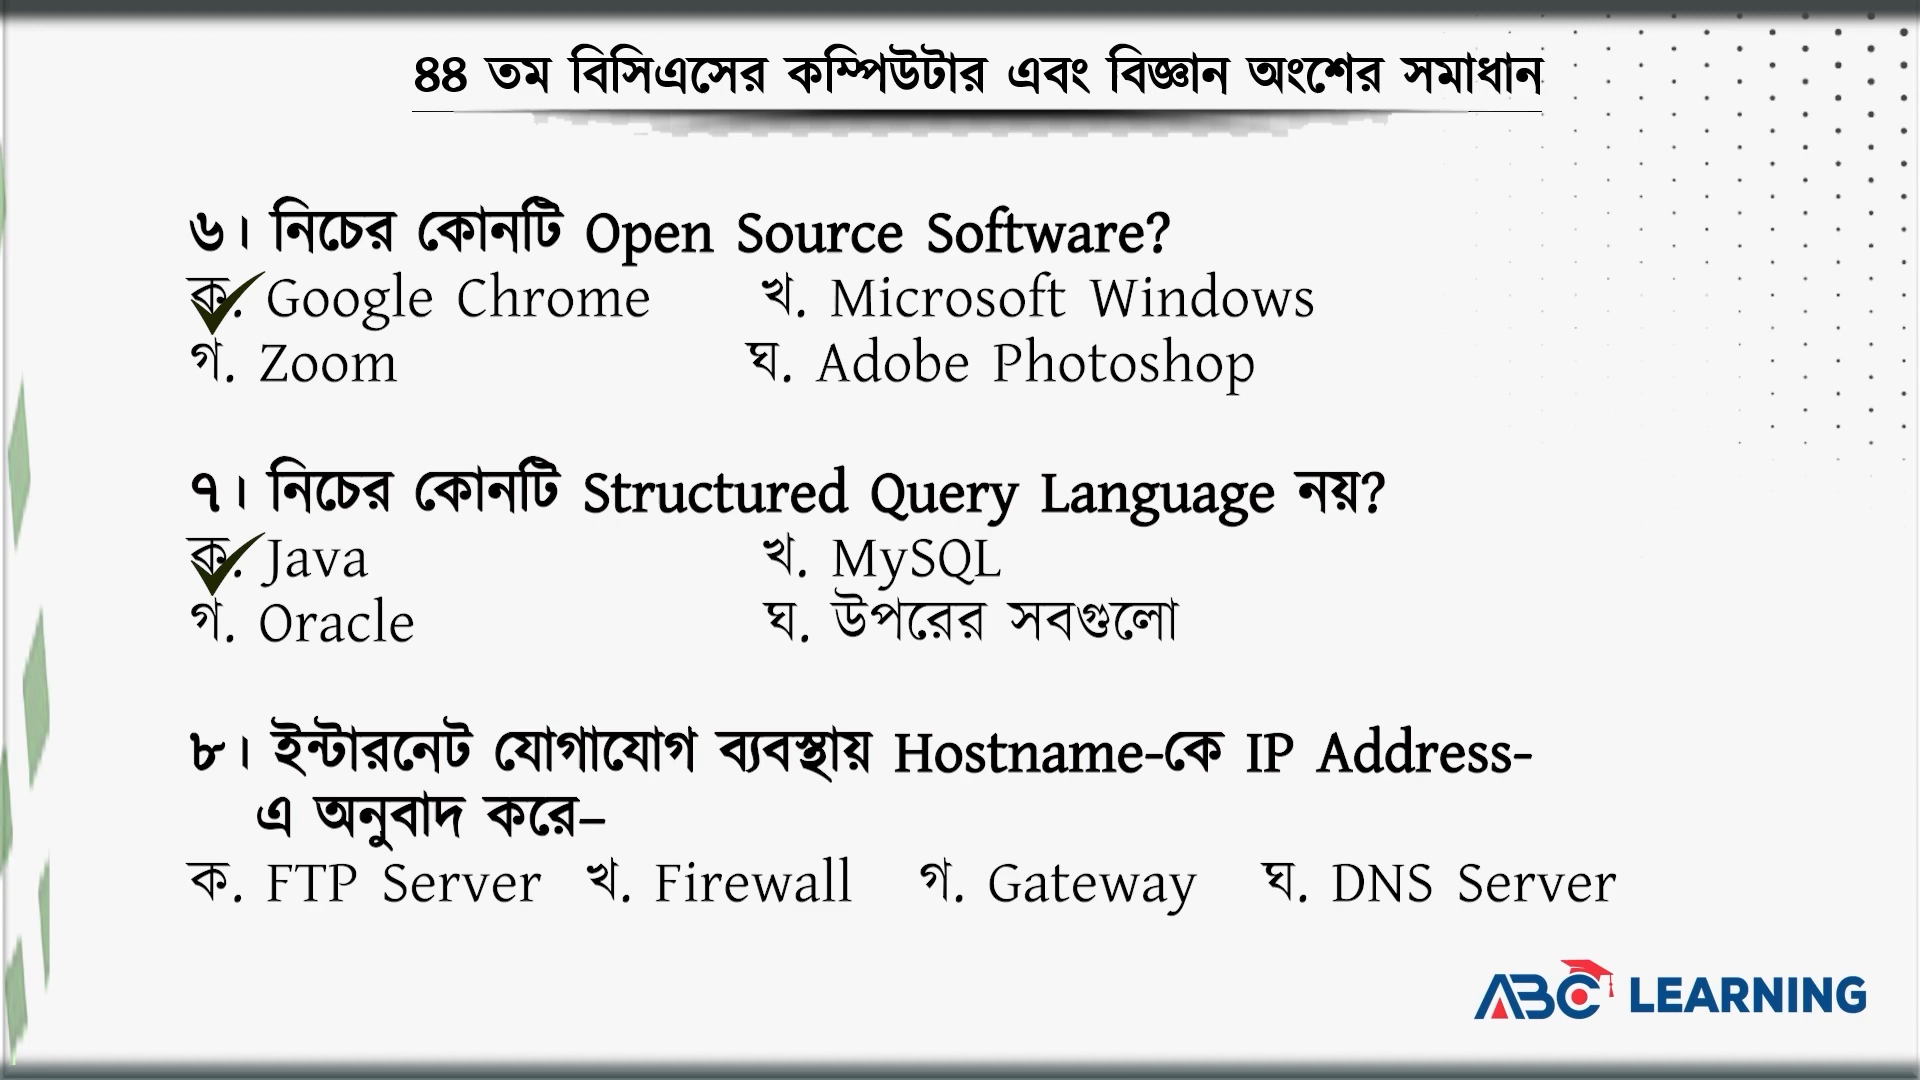 ৪৪ তম বিসিএসের কম্পিউটার এবং বিজ্ঞান অংশের সমাধান
৬। নিচের কোনটি Open Source Software?
ক. Google Chrome খ. Microsoft Windows
গ. Zoom ঘ. Adobe Photoshop
৭। নিচের কোনটি Structured Query Language নয়?
ক. Java খ. MySQL
গ. Oracle ঘ. উপরের সবগুলো
৮। ইন্টারনেট যোগাযোগ ব্যবস্থায় Hostname-কে IP Address-
এ অনুবাদ করে–
ক. FTP Server খ. Firewall গ. Gateway ঘ. DNS Server
ABC LEARNING